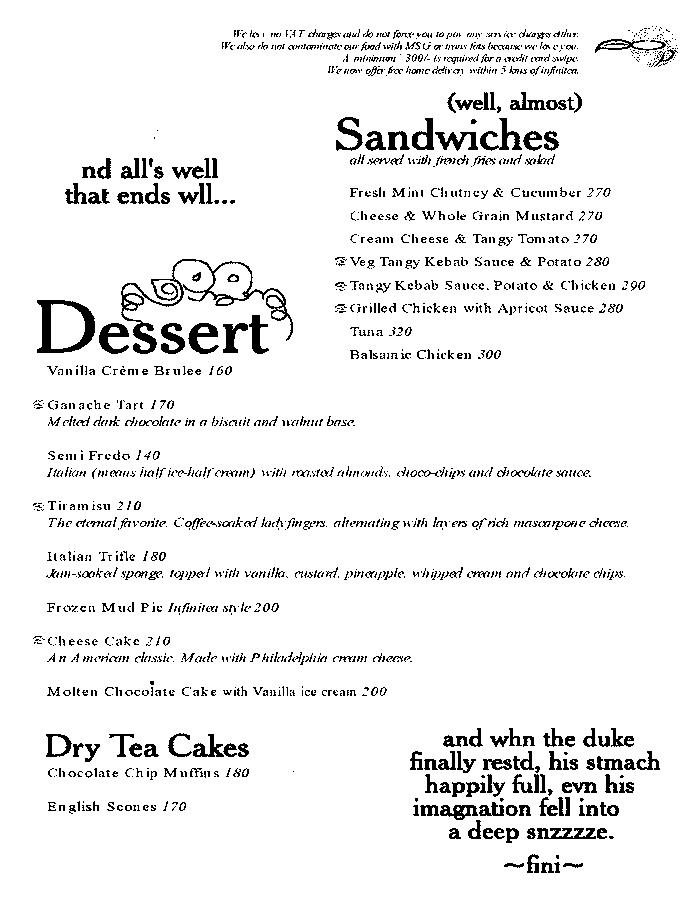 We levy no VAT charges and do not force you to pay any service charges either.
We also do not contaminate our food with MSG or trans fats because we love you.
A minimum 300/- is required for a credit card swipe.
We now offer free home delivery within 5 kms of infinitea.
(well, almost)
Sandwiches
all served with french fries and salad
Fresh Mint Chutney & Cucumber 270
Cheese & Whole Grain Mustard 270
Cream Cheese & Tangy Tomato 270
Veg Tangy Kebab Sauce & Potato 280
Tangy Kebab Sauce, Potato & Chicken 290
Grilled Chicken with Apricot Sauce 280
Tuna 320
Balsamic Chicken 300
nd all's well
that ends wll...
Dessert
Vanilla Crème Brulee 160
Ganache Tart 170
Melted dark chocolate in a biscuit and walnut base.
Semi Fredo 140
Italian (means half ice-half cream) with roasted almonds, choco-chips and chocolate sauce.
Tiramisu 210
The eternal favorite. Coffee-soaked ladyfingers, alternating with layers of rich mascarpone cheese.
Italian Trifle 180
Jam-soaked sponge, topped with vanilla, custard, pineapple, whipped cream and chocolate chips.
Frozen Mud Pie Infinitea style 200
Cheese Cake 210
An American classic. Made with Philadelphia cream cheese.
Molten Chocolate Cake with Vanilla ice cream 200
Dry Tea Cakes
Chocolate Chip Muffins 180
English Scones 170
and whn the duke
finally restd, his stmach
happily full, evn his
imagnation fell into
a deep snzzzze.
~fini~